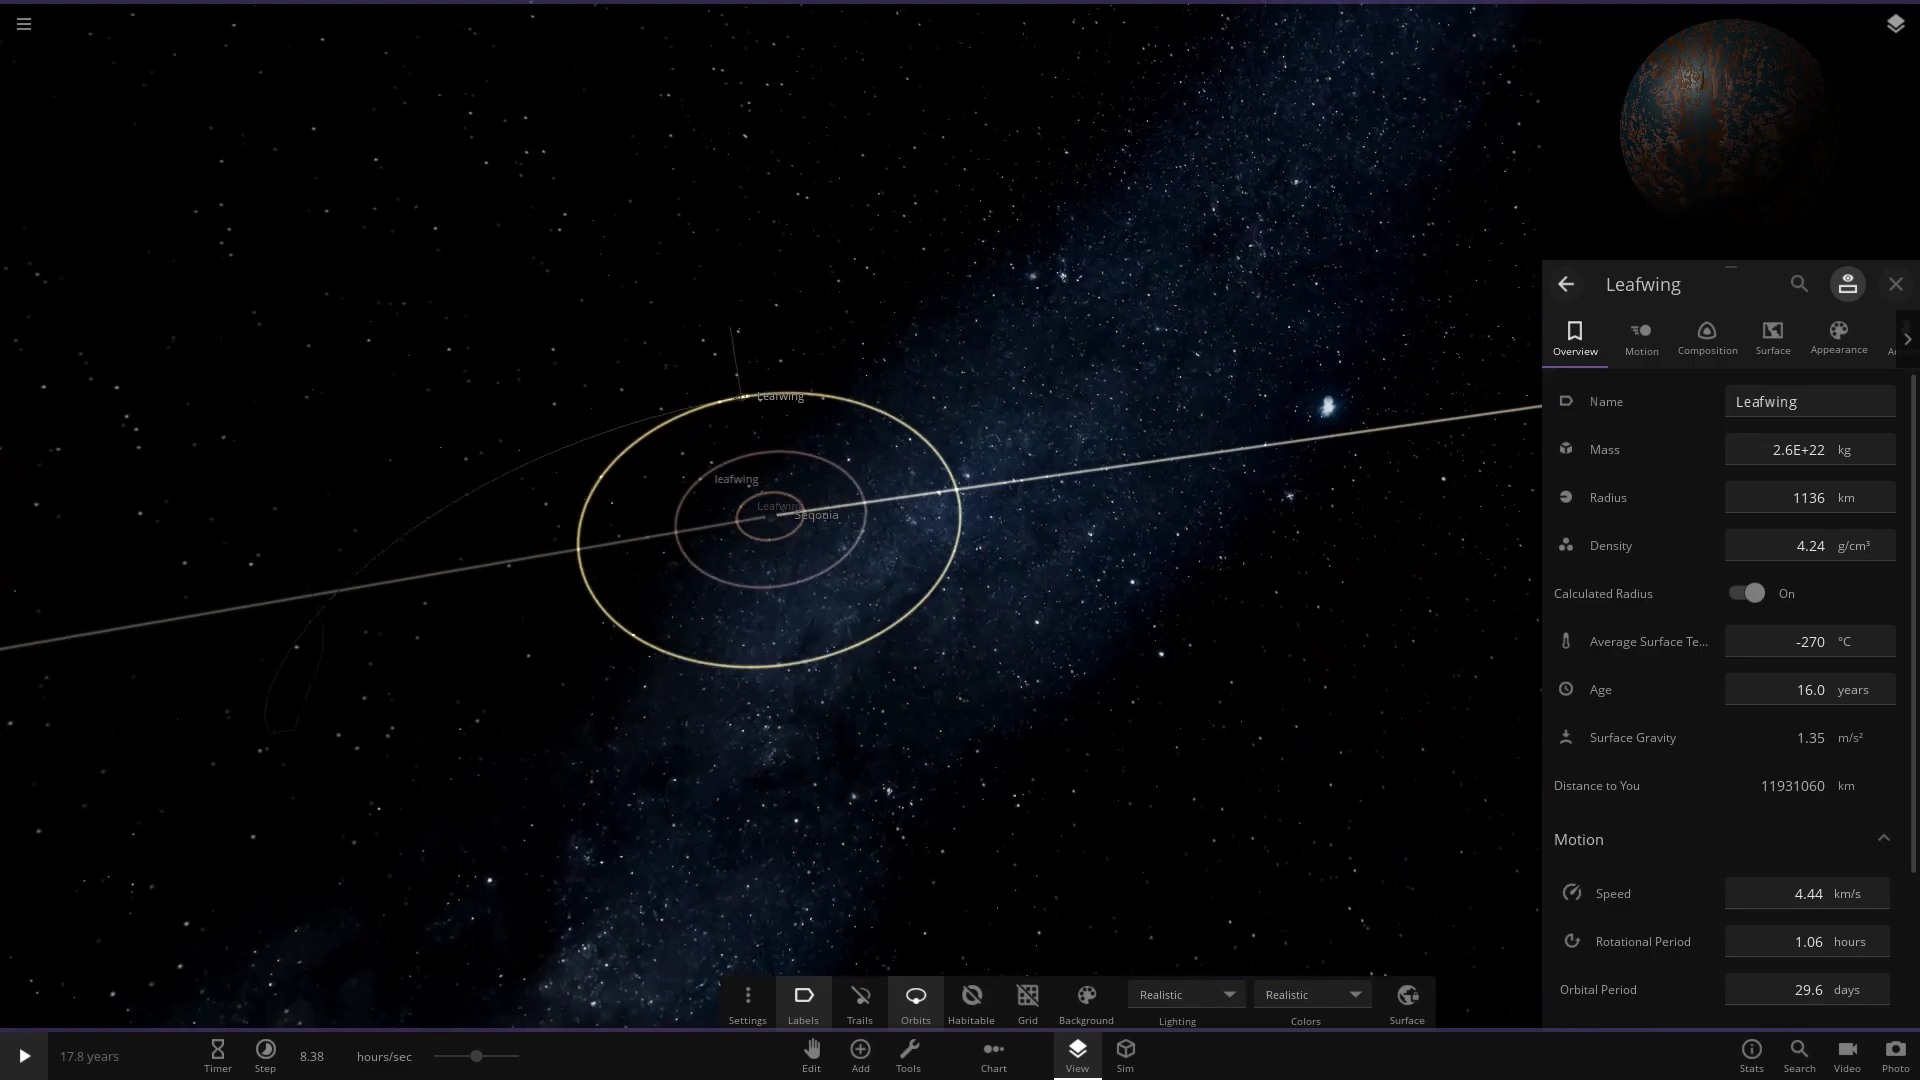 Leafwing
leafwing
Leafwing
Seqouia
Leafwing
Overview
Motion
Composition
Surface
Appearance
Name
Leafwing
Mass
2.6E+22 kg
Radius
1136 km
Density
4.24 g/cm³
Calculated Radius
On
Average Surface Te...
-270 °C
Age
16.0 years
Surface Gravity
1.35 m/s²
Distance to You
11931060 km
Motion
Speed
4.44 km/s
Rotational Period
1.06 hours
Orbital Period
29.6 days
Settings
Labels
Trails
Orbits
Habitable
Grid
Background
Realistic
Lighting
Realistic
Colors
Surface
17.8 years
Timer
Step
8.38 hours/sec
Edit
Add
Tools
Chart
View
Sim
Stats
Search
Video
Photo